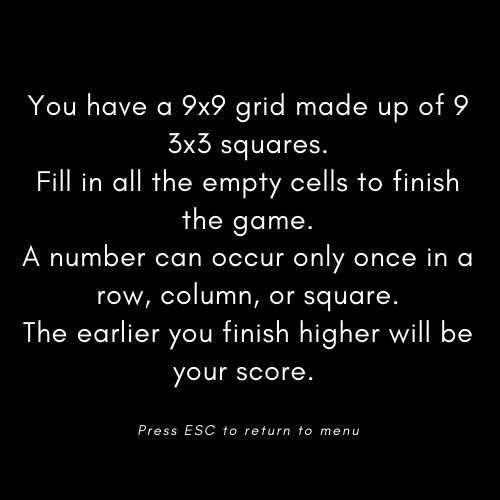 You have a 9x9 grid made up of 9
3x3 squares.
Fill in all the empty cells to finish
the game.
A number can occur only once in a
row, column, or square.
The earlier you finish higher will be
your score.
Press ESC to return to menu